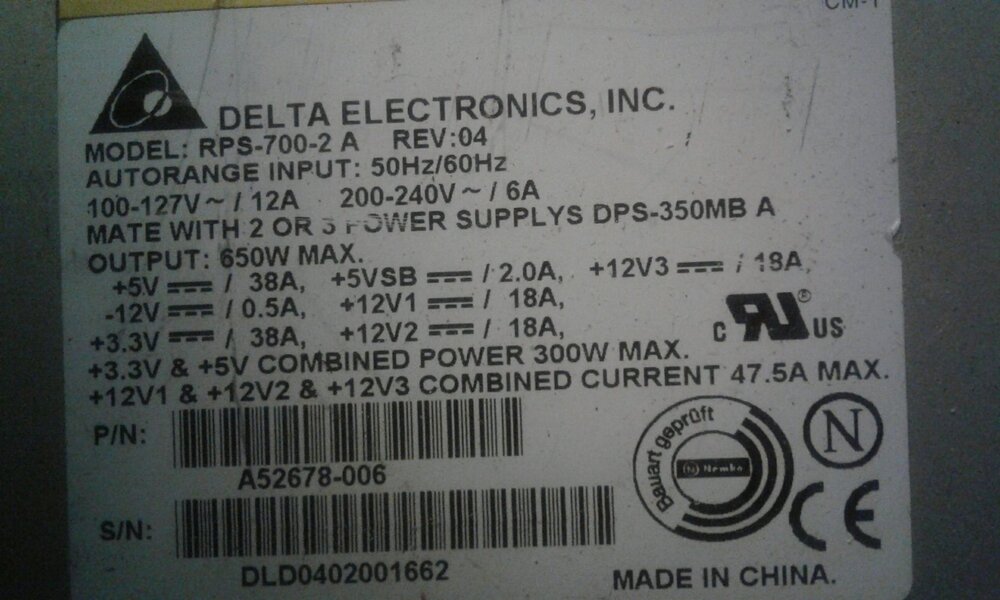 CM-1
DELTA ELECTRONICS, INC.
MODEL: RPS-700-2 A REV:04
AUTORANGE INPUT: 50Hz/60Hz
100-127V ~ / 12A 200-240V ~ / 6A
MATE WITH 2 OR 3 POWER SUPPLYS DPS-350MB A
OUTPUT: 650W MAX.
+5V ⎓ / 38A, +5VSB ⎓ / 2.0A, +12V3 ⎓ / 18A,
-12V ⎓ / 0.5A, +12V1 ⎓ / 18A,
+3.3V ⎓ / 38A, +12V2 ⎓ / 18A,
+3.3V & +5V COMBINED POWER 300W MAX.
+12V1 & +12V2 & +12V3 COMBINED CURRENT 47.5A MAX.
C RU ® US
P/N:
A52678-006
Bauart geprüft
N Nemko
N
CE
S/N:
DLD0402001662
MADE IN CHINA.